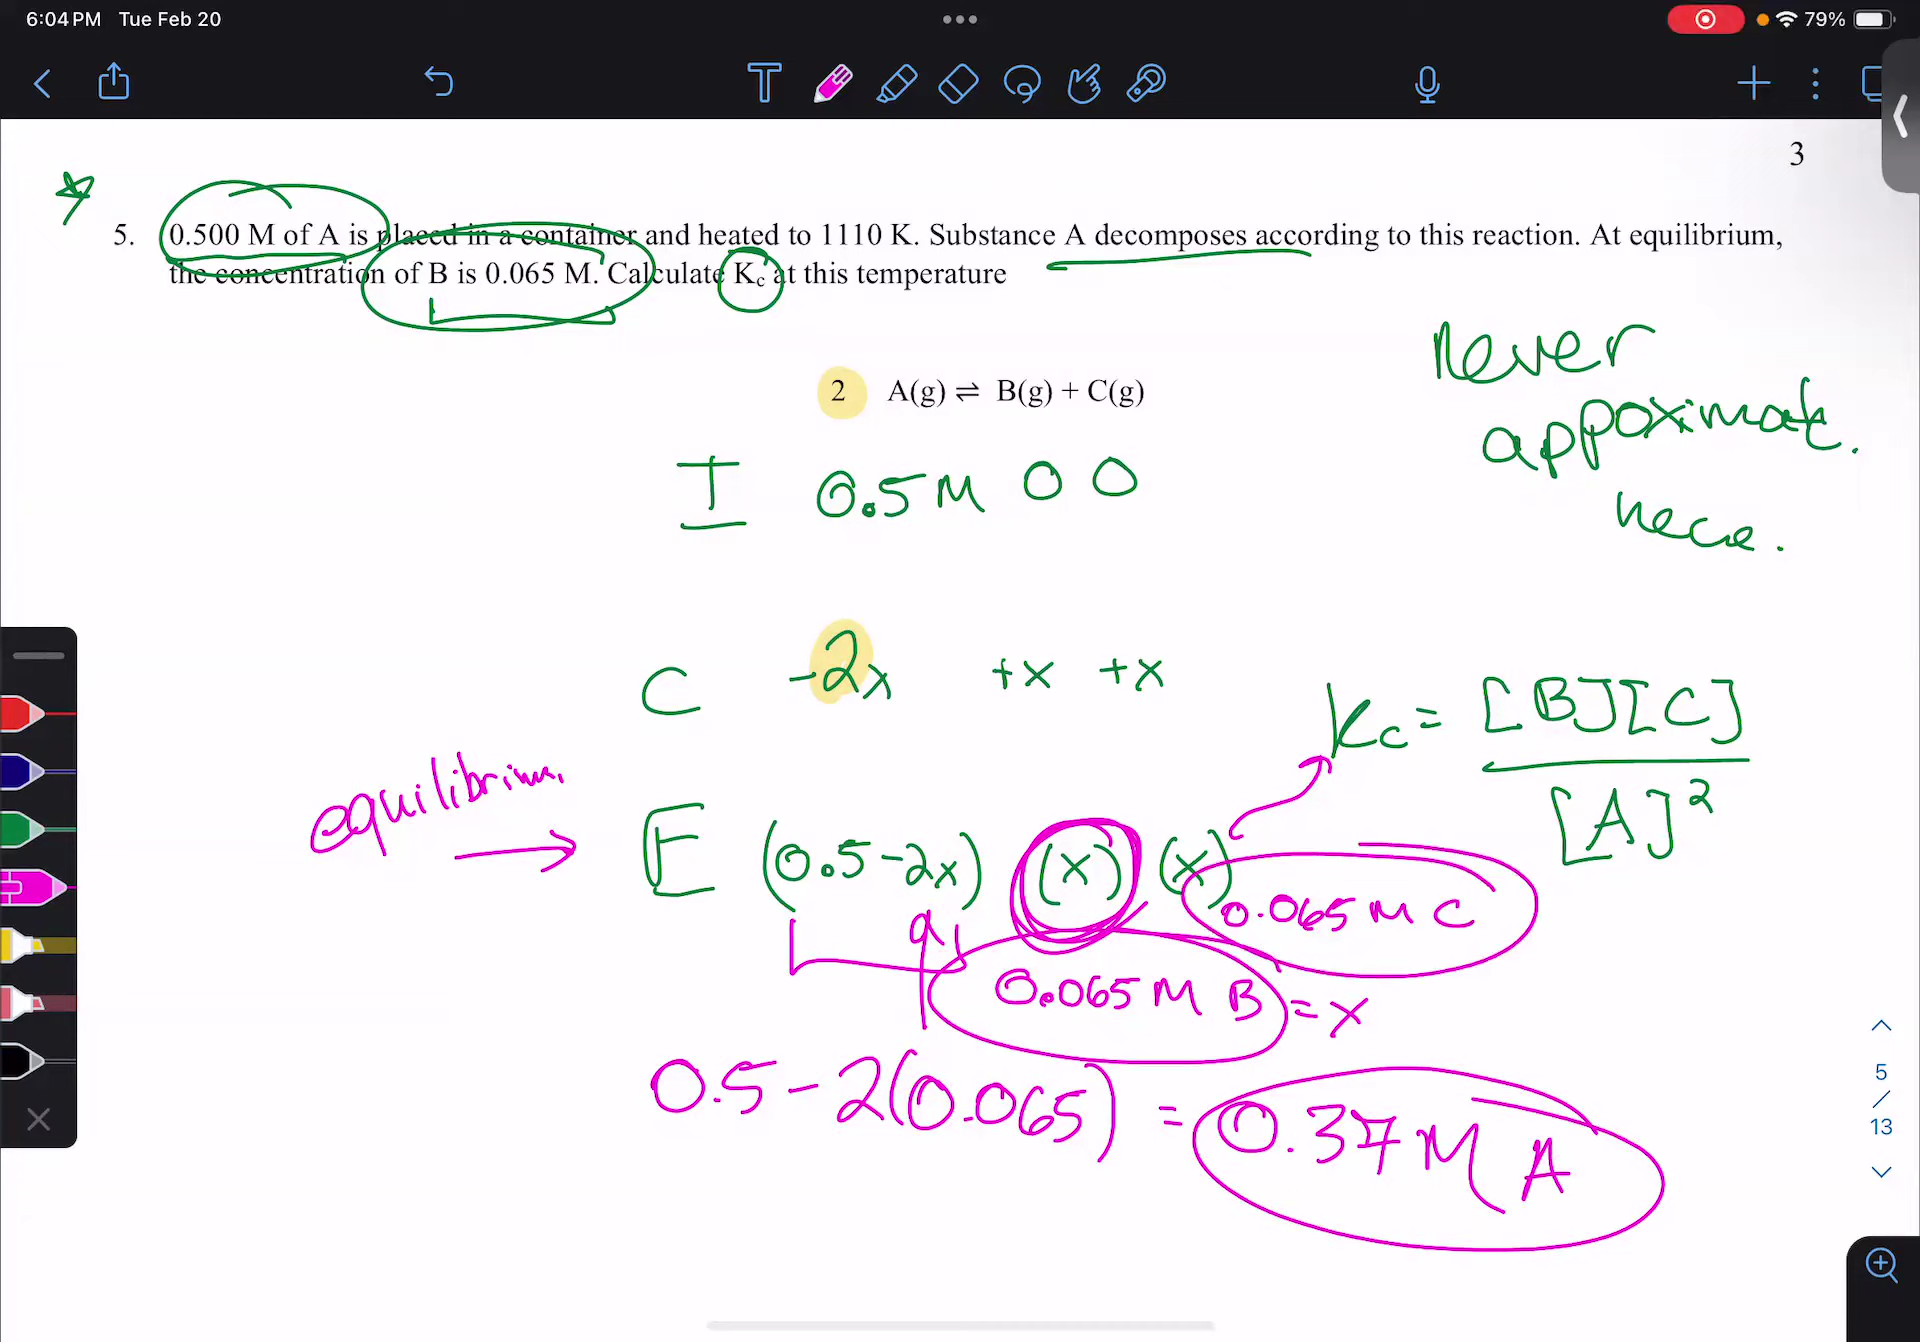 6:04 PM Tue Feb 20
79%
3
5. 0.500 M of A is placed in a container and heated to 1110 K. Substance A decomposes according to this reaction. At equilibrium,
the concentration of B is 0.065 M. Calculate Kc at this temperature
never
appoximate.
here.
2 A(g) ⇌ B(g) + C(g)
I 0.5 M 0 0
C -2x +x +x
Kc = [B][C]
[A]²
equilibrium
E (0.5-2x) (x) (x)
0.065 M C
0.065 M B = x
0.5 - 2(0.065) = 0.37 M A
5
/
13